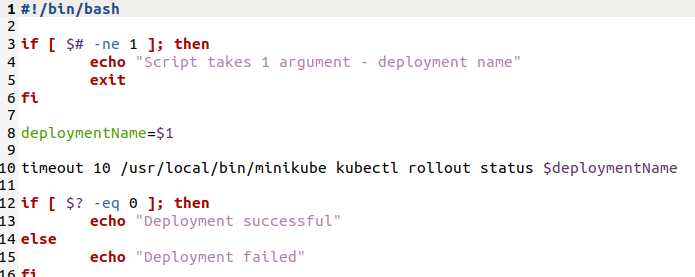 1 #!/bin/bash
2
3 if [ $# -ne 1 ]; then
4         echo "Script takes 1 argument - deployment name"
5         exit
6 fi
7
8 deploymentName=$1
9
10 timeout 10 /usr/local/bin/minikube kubectl rollout status $deploymentName
11
12 if [ $? -eq 0 ]; then
13         echo "Deployment successful"
14 else
15         echo "Deployment failed"
16 fi